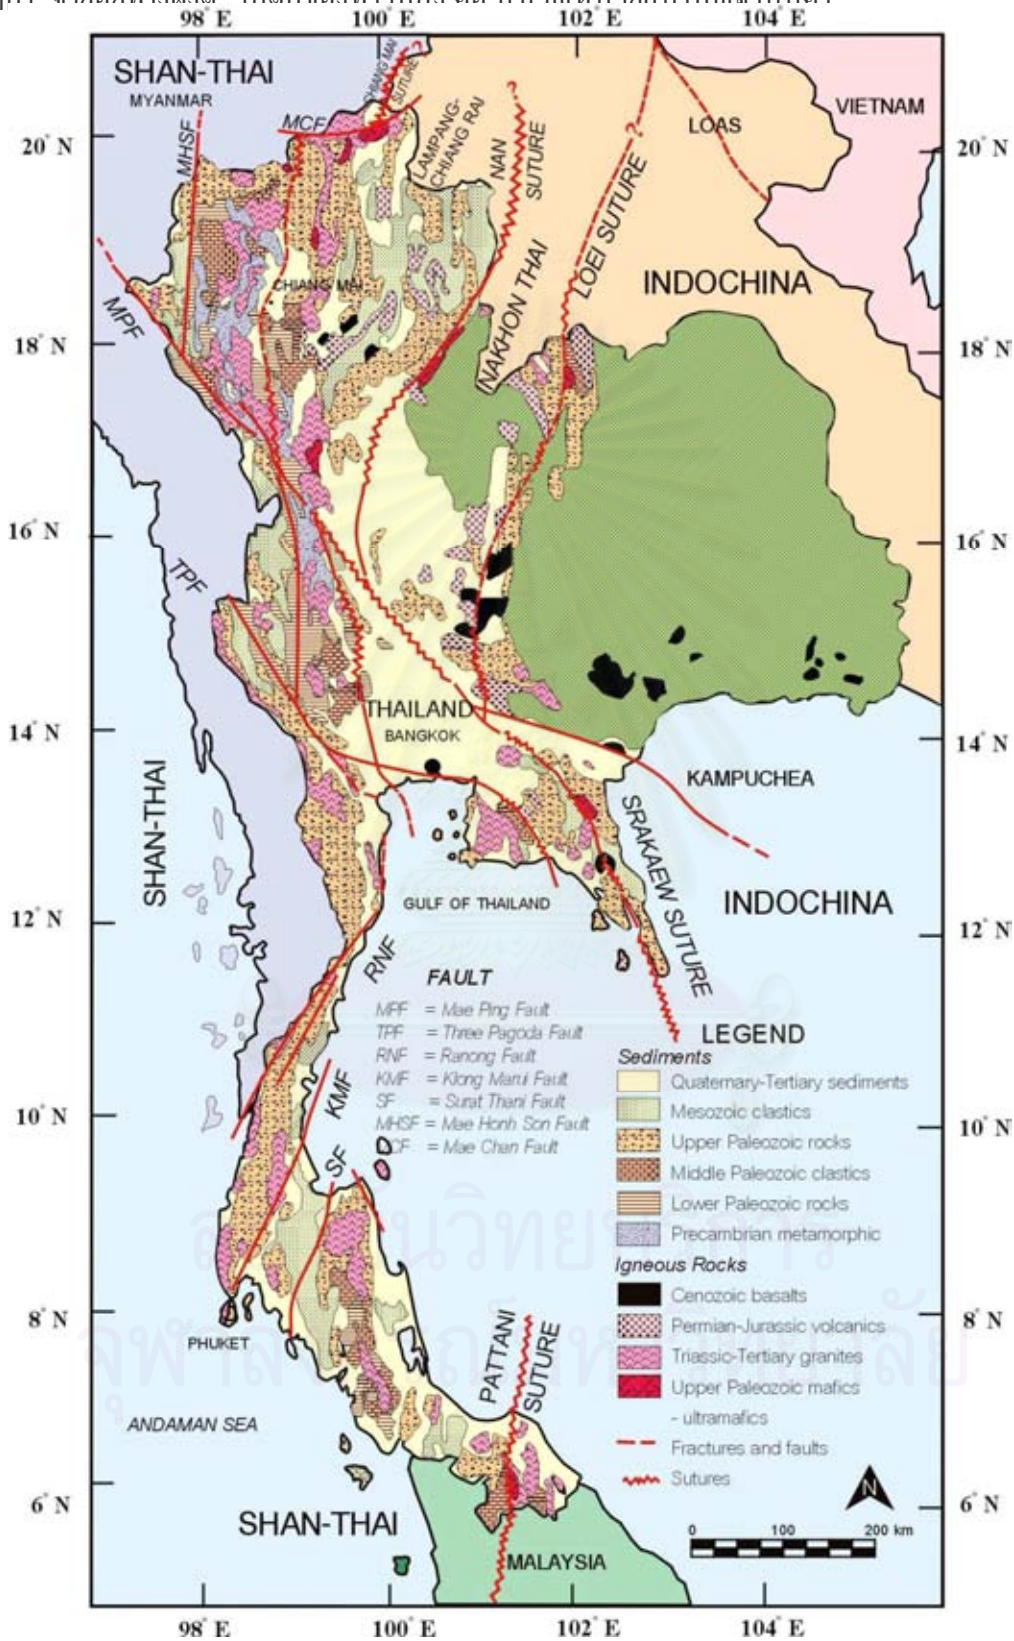 98° E 100° E 102° E 104° E
SHAN-THAI
MYANMAR
MHSF
MCF
CHIANG MAI
SUTURE
?
LAMPANG-
CHIANG RAI
NAN
SUTURE
LOAS
VIETNAM
20° N
20° N
?
LOEI SUTURE
NAKHON THAI
INDOCHINA
CHIANG MAI
MPF
18° N
18° N
16° N
16° N
TPF
THAILAND
BANGKOK
14° N
14° N
KAMPUCHEA
SHAN-THAI
SRAKAEW SUTURE
INDOCHINA
GULF OF THAILAND
12° N
12° N
RNF
FAULT
MPF = Mae Ping Fault
TPF = Three Pagoda Fault
RNF = Ranong Fault
KMF = Klong Marui Fault
SF = Surat Thani Fault
MHSF = Mae Honh Son Fault
CF = Mae Chan Fault
KMF
SF
10° N
10° N
LEGEND
Sediments
Quaternary-Tertiary sediments
Mesozoic clastics
Upper Paleozoic rocks
Middle Paleozoic clastics
Lower Paleozoic rocks
Precambrian metamorphic
Igneous Rocks
Cenozoic basalts
Permian-Jurassic volcanics
Triassic-Tertiary granites
Upper Paleozoic mafics
- ultramafics
Fractures and faults
Sutures
8° N
8° N
PHUKET
PATTANI
SUTURE
ANDAMAN SEA
6° N
6° N
SHAN-THAI
MALAYSIA
N
0 100 200 km
98° E 100° E 102° E 104° E